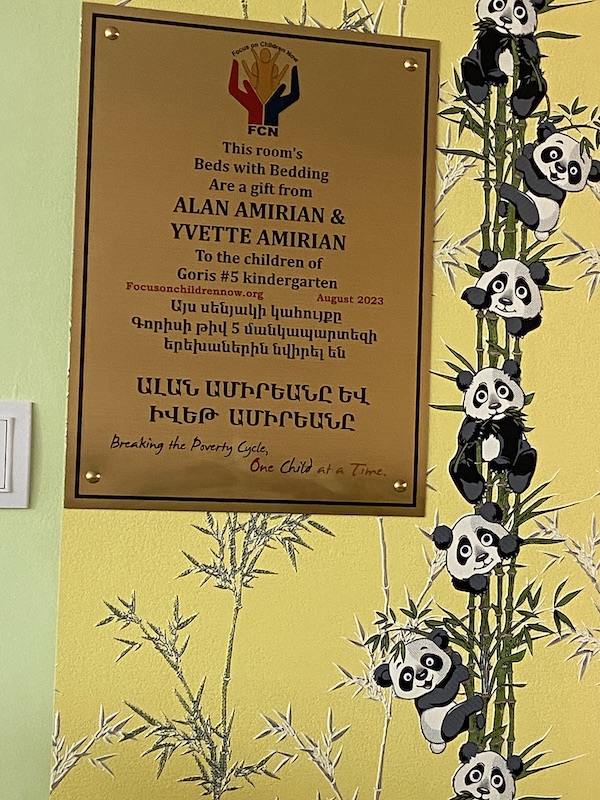 Focus on Children Now
FCN
This room's
Beds with Bedding
Are a gift from
ALAN AMIRIAN &
YVETTE AMIRIAN
To the children of
Goris #5 kindergarten
Focusonchildrennow.org August 2023
Այս սենյակի կահույքը
Գորիսի թիվ 5 մանկապարտեզի
երեխաներին նվիրել են
ԱԼԱՆ ԱՄԻՐԵԱՆԸ ԵՎ
ԻՎԵԹ ԱՄԻՐԵԱՆԸ
Breaking the Poverty Cycle,
One Child at a Time.